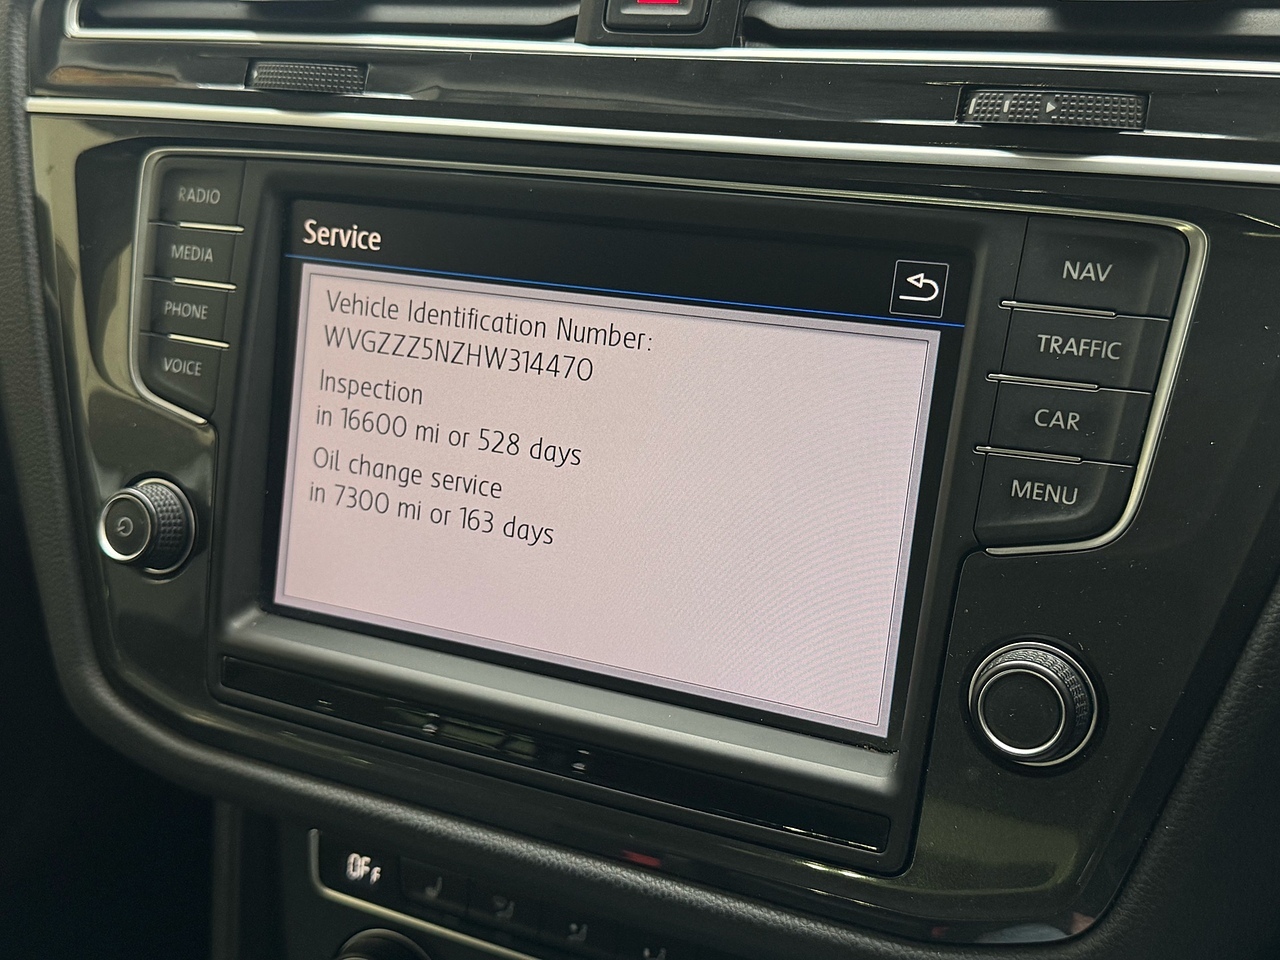 RADIO
MEDIA
PHONE
VOICE
Service
Vehicle Identification Number:
WVGZZZ5NZHW314470
Inspection
in 16600 mi or 528 days
Oil change service
in 7300 mi or 163 days
NAV
TRAFFIC
CAR
MENU
OFF